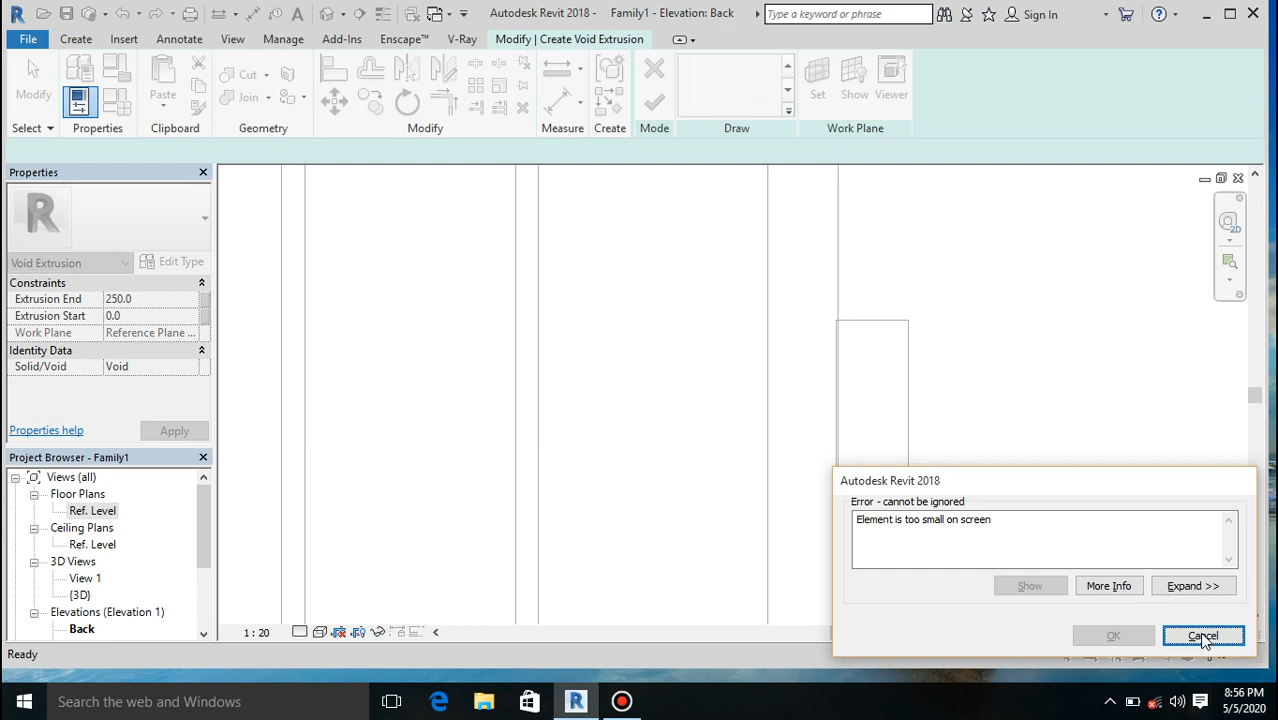 Autodesk Revit 2018 - Family1 - Elevation: Back
Type a keyword or phrase
Sign In
File Create Insert Annotate View Manage Add-Ins Enscape™ V-Ray Modify | Create Void Extrusion
Modify
Paste
Cut
Join
Set Show Viewer
Select Properties Clipboard Geometry Modify Measure Create Mode Draw Work Plane
Properties
R
Void Extrusion
Edit Type
Constraints
Extrusion End 250.0
Extrusion Start 0.0
Work Plane Reference Plane ...
Identity Data
Solid/Void Void
Properties help
Apply
Project Browser - Family1
Views (all)
Floor Plans
Ref. Level
Ceiling Plans
Ref. Level
3D Views
View 1
{3D}
Elevations (Elevation 1)
Back
2D
1 : 20
Autodesk Revit 2018
Error - cannot be ignored
Element is too small on screen
Show
More Info
Expand >>
OK
Cancel
Ready
Search the web and Windows
8:56 PM
5/5/2020